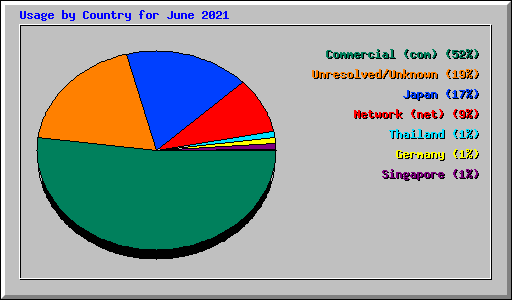 Usage by Country for June 2021
Commercial (com) (52%)
Unresolved/Unknown (19%)
Japan (17%)
Network (net) (9%)
Thailand (1%)
Germany (1%)
Singapore (1%)